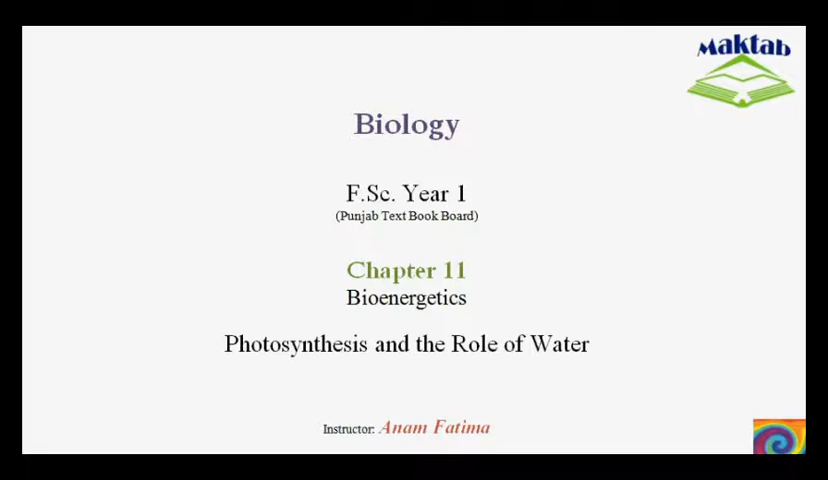 Maktab
Biology
F.Sc. Year 1
(Punjab Text Book Board)
Chapter 11
Bioenergetics
Photosynthesis and the Role of Water
Instructor: Anam Fatima